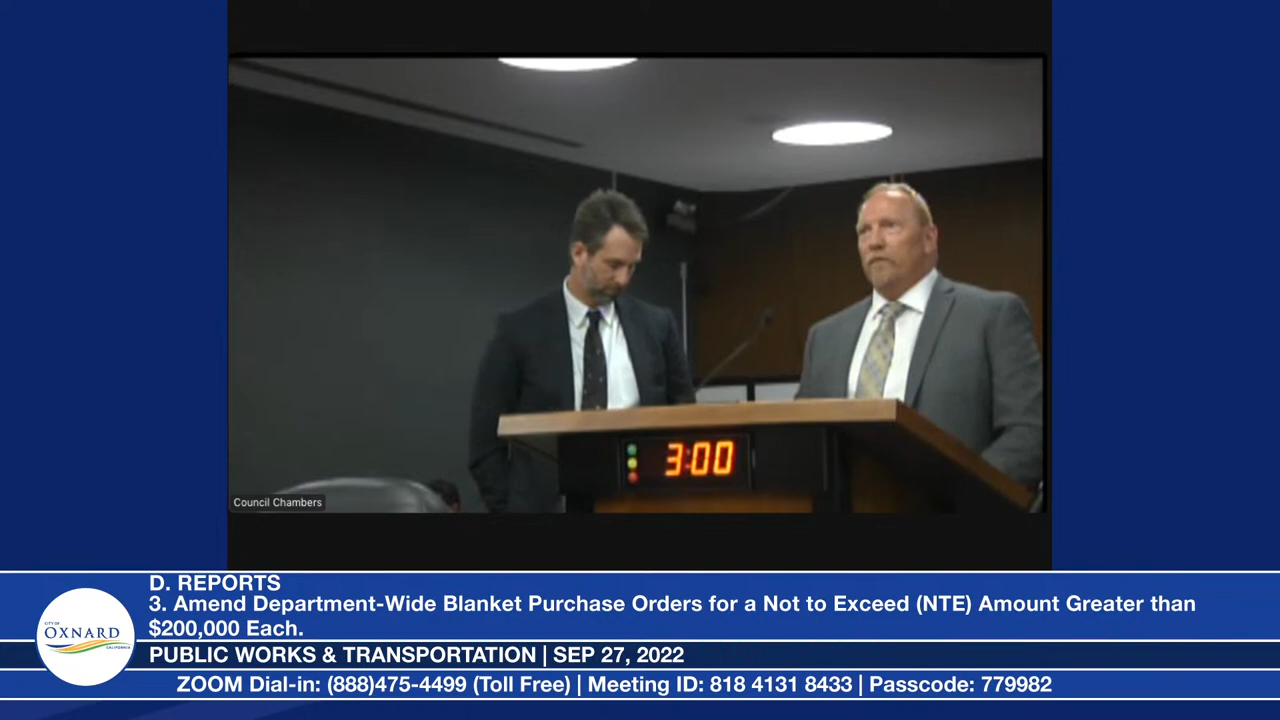 3:00
Council Chambers
D. REPORTS
3. Amend Department-Wide Blanket Purchase Orders for a Not to Exceed (NTE) Amount Greater than
$200,000 Each.
CITY OF
OXNARD
CALIFORNIA
PUBLIC WORKS & TRANSPORTATION | SEP 27, 2022
ZOOM Dial-in: (888)475-4499 (Toll Free) | Meeting ID: 818 4131 8433 | Passcode: 779982